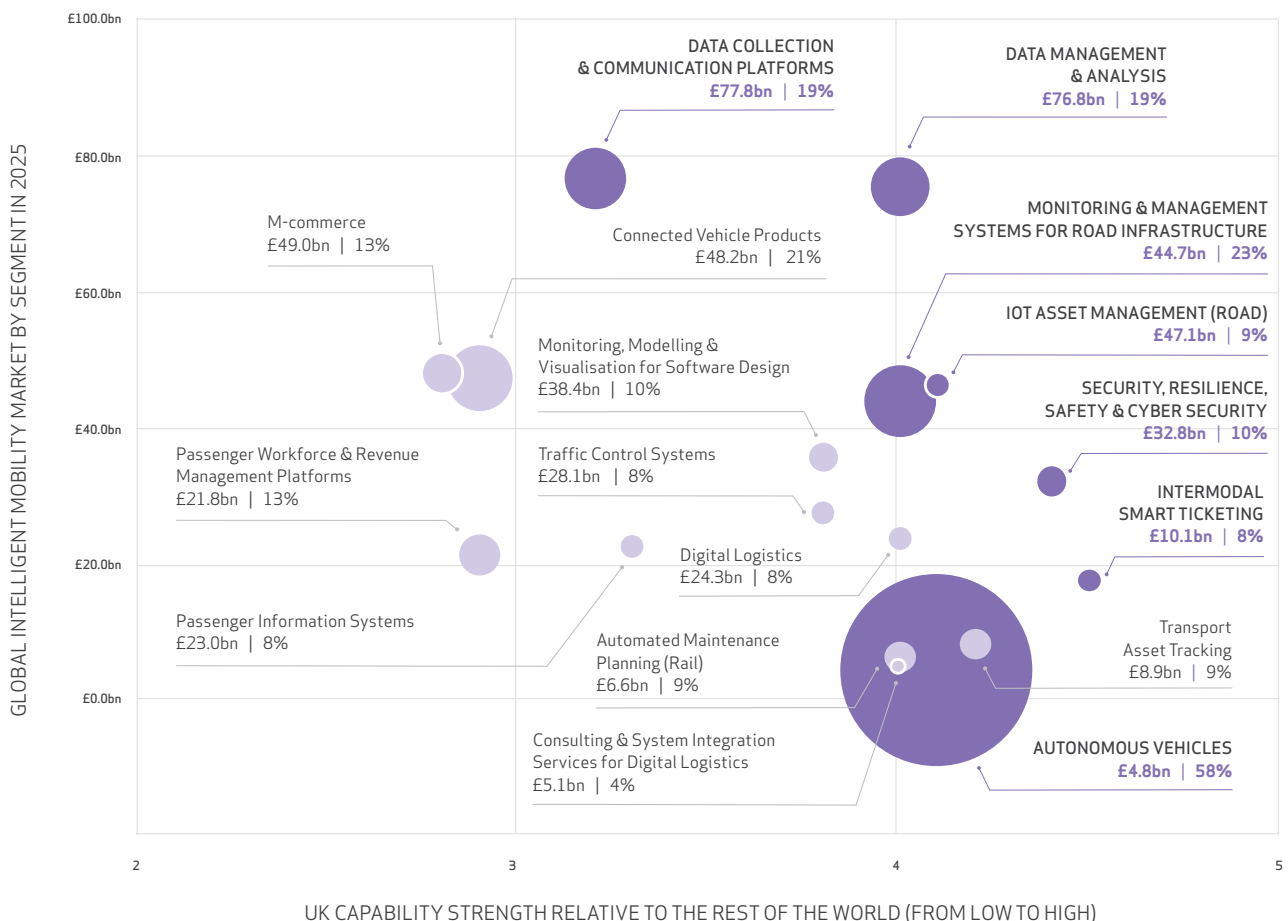 GLOBAL INTELLIGENT MOBILITY MARKET BY SEGMENT IN 2025
£100.0bn
£80.0bn
£60.0bn
£40.0bn
£20.0bn
£0.0bn
DATA COLLECTION
& COMMUNICATION PLATFORMS
£77.8bn | 19%
DATA MANAGEMENT
& ANALYSIS
£76.8bn | 19%
M-commerce
£49.0bn | 13%
Connected Vehicle Products
£48.2bn | 21%
MONITORING & MANAGEMENT
SYSTEMS FOR ROAD INFRASTRUCTURE
£44.7bn | 23%
IOT ASSET MANAGEMENT (ROAD)
£47.1bn | 9%
Monitoring, Modelling &
Visualisation for Software Design
£38.4bn | 10%
SECURITY, RESILIENCE,
SAFETY & CYBER SECURITY
£32.8bn | 10%
Passenger Workforce & Revenue
Management Platforms
£21.8bn | 13%
Traffic Control Systems
£28.1bn | 8%
INTERMODAL
SMART TICKETING
£10.1bn | 8%
Digital Logistics
£24.3bn | 8%
Passenger Information Systems
£23.0bn | 8%
Automated Maintenance
Planning (Rail)
£6.6bn | 9%
Transport
Asset Tracking
£8.9bn | 9%
Consulting & System Integration
Services for Digital Logistics
£5.1bn | 4%
AUTONOMOUS VEHICLES
£4.8bn | 58%
2
3
4
5
UK CAPABILITY STRENGTH RELATIVE TO THE REST OF THE WORLD (FROM LOW TO HIGH)